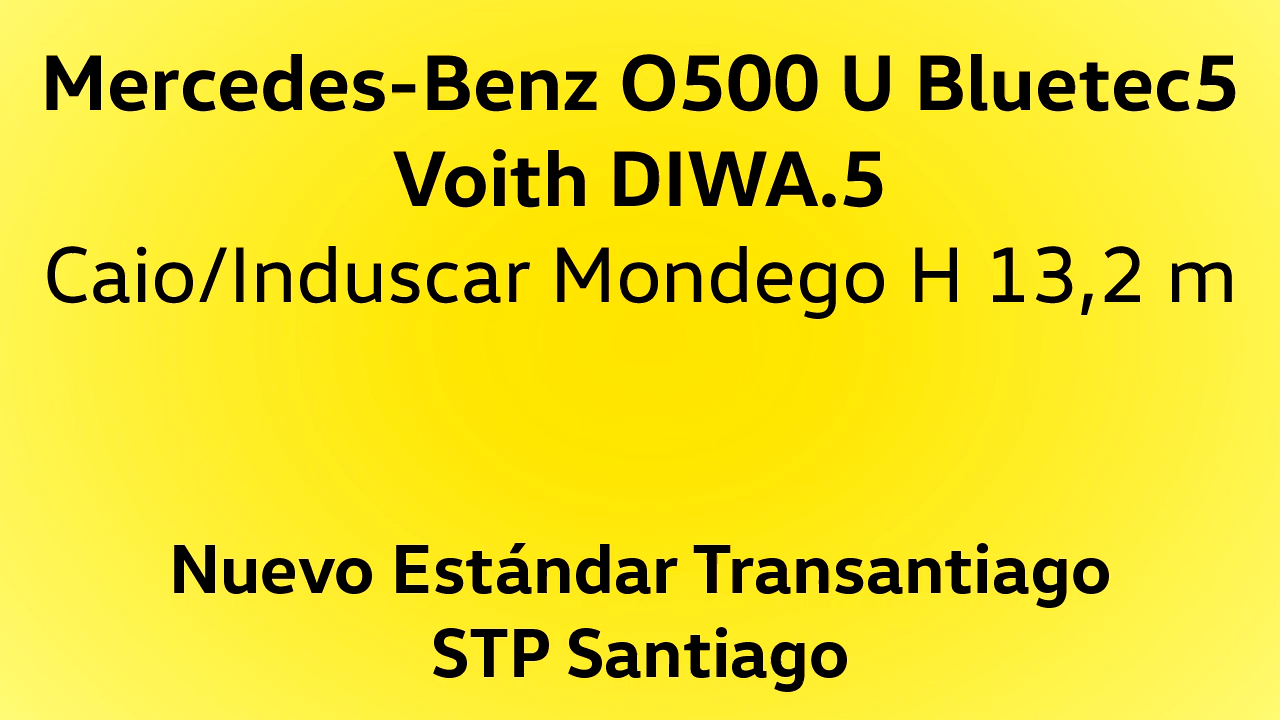 Mercedes-Benz O500 U Bluetec5
Voith DIWA.5
Caio/Induscar Mondego H 13,2 m
Nuevo Estándar Transantiago
STP Santiago